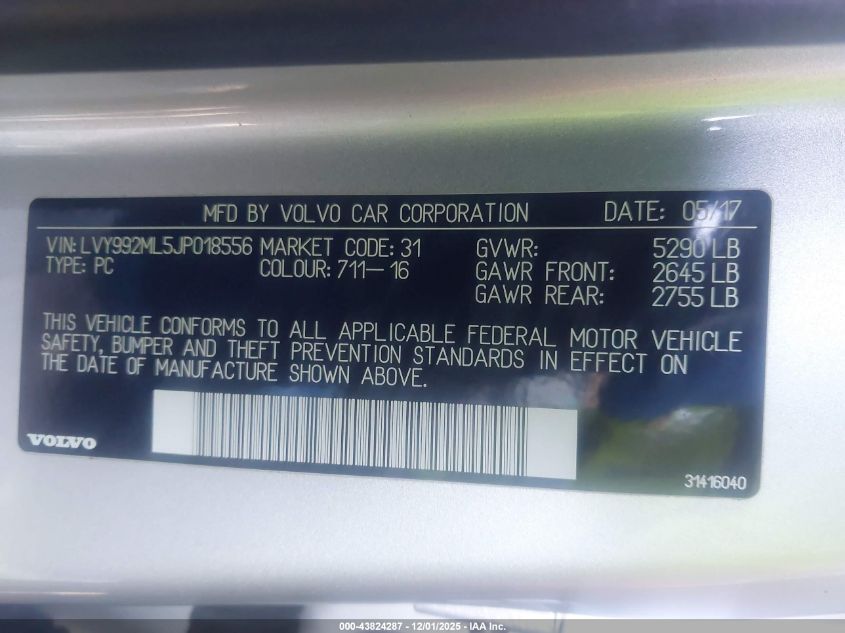 MFD BY VOLVO CAR CORPORATION DATE: 05/17
VIN: LVY992ML5JP018556 MARKET CODE: 31 GVWR: 5290 LB
TYPE: PC COLOUR: 711-16 GAWR FRONT: 2645 LB
GAWR REAR: 2755 LB
THIS VEHICLE CONFORMS TO ALL APPLICABLE FEDERAL MOTOR VEHICLE
SAFETY, BUMPER AND THEFT PREVENTION STANDARDS IN EFFECT ON
THE DATE OF MANUFACTURE SHOWN ABOVE.
VOLVO
31416040
000-43824287 - 12/01/2025 - IAA Inc.